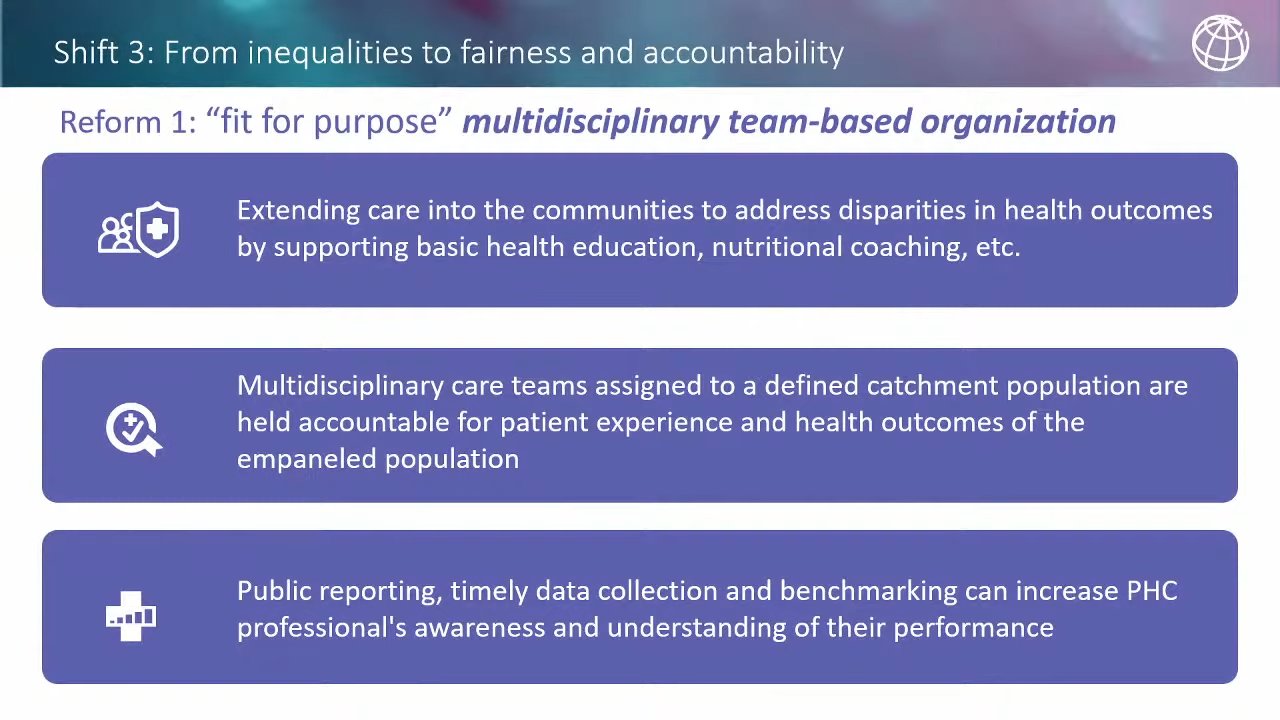 Shift 3: From inequalities to fairness and accountability
Reform 1: “fit for purpose” multidisciplinary team-based organization
Extending care into the communities to address disparities in health outcomes
by supporting basic health education, nutritional coaching, etc.
Multidisciplinary care teams assigned to a defined catchment population are
held accountable for patient experience and health outcomes of the
empaneled population
Public reporting, timely data collection and benchmarking can increase PHC
professional's awareness and understanding of their performance